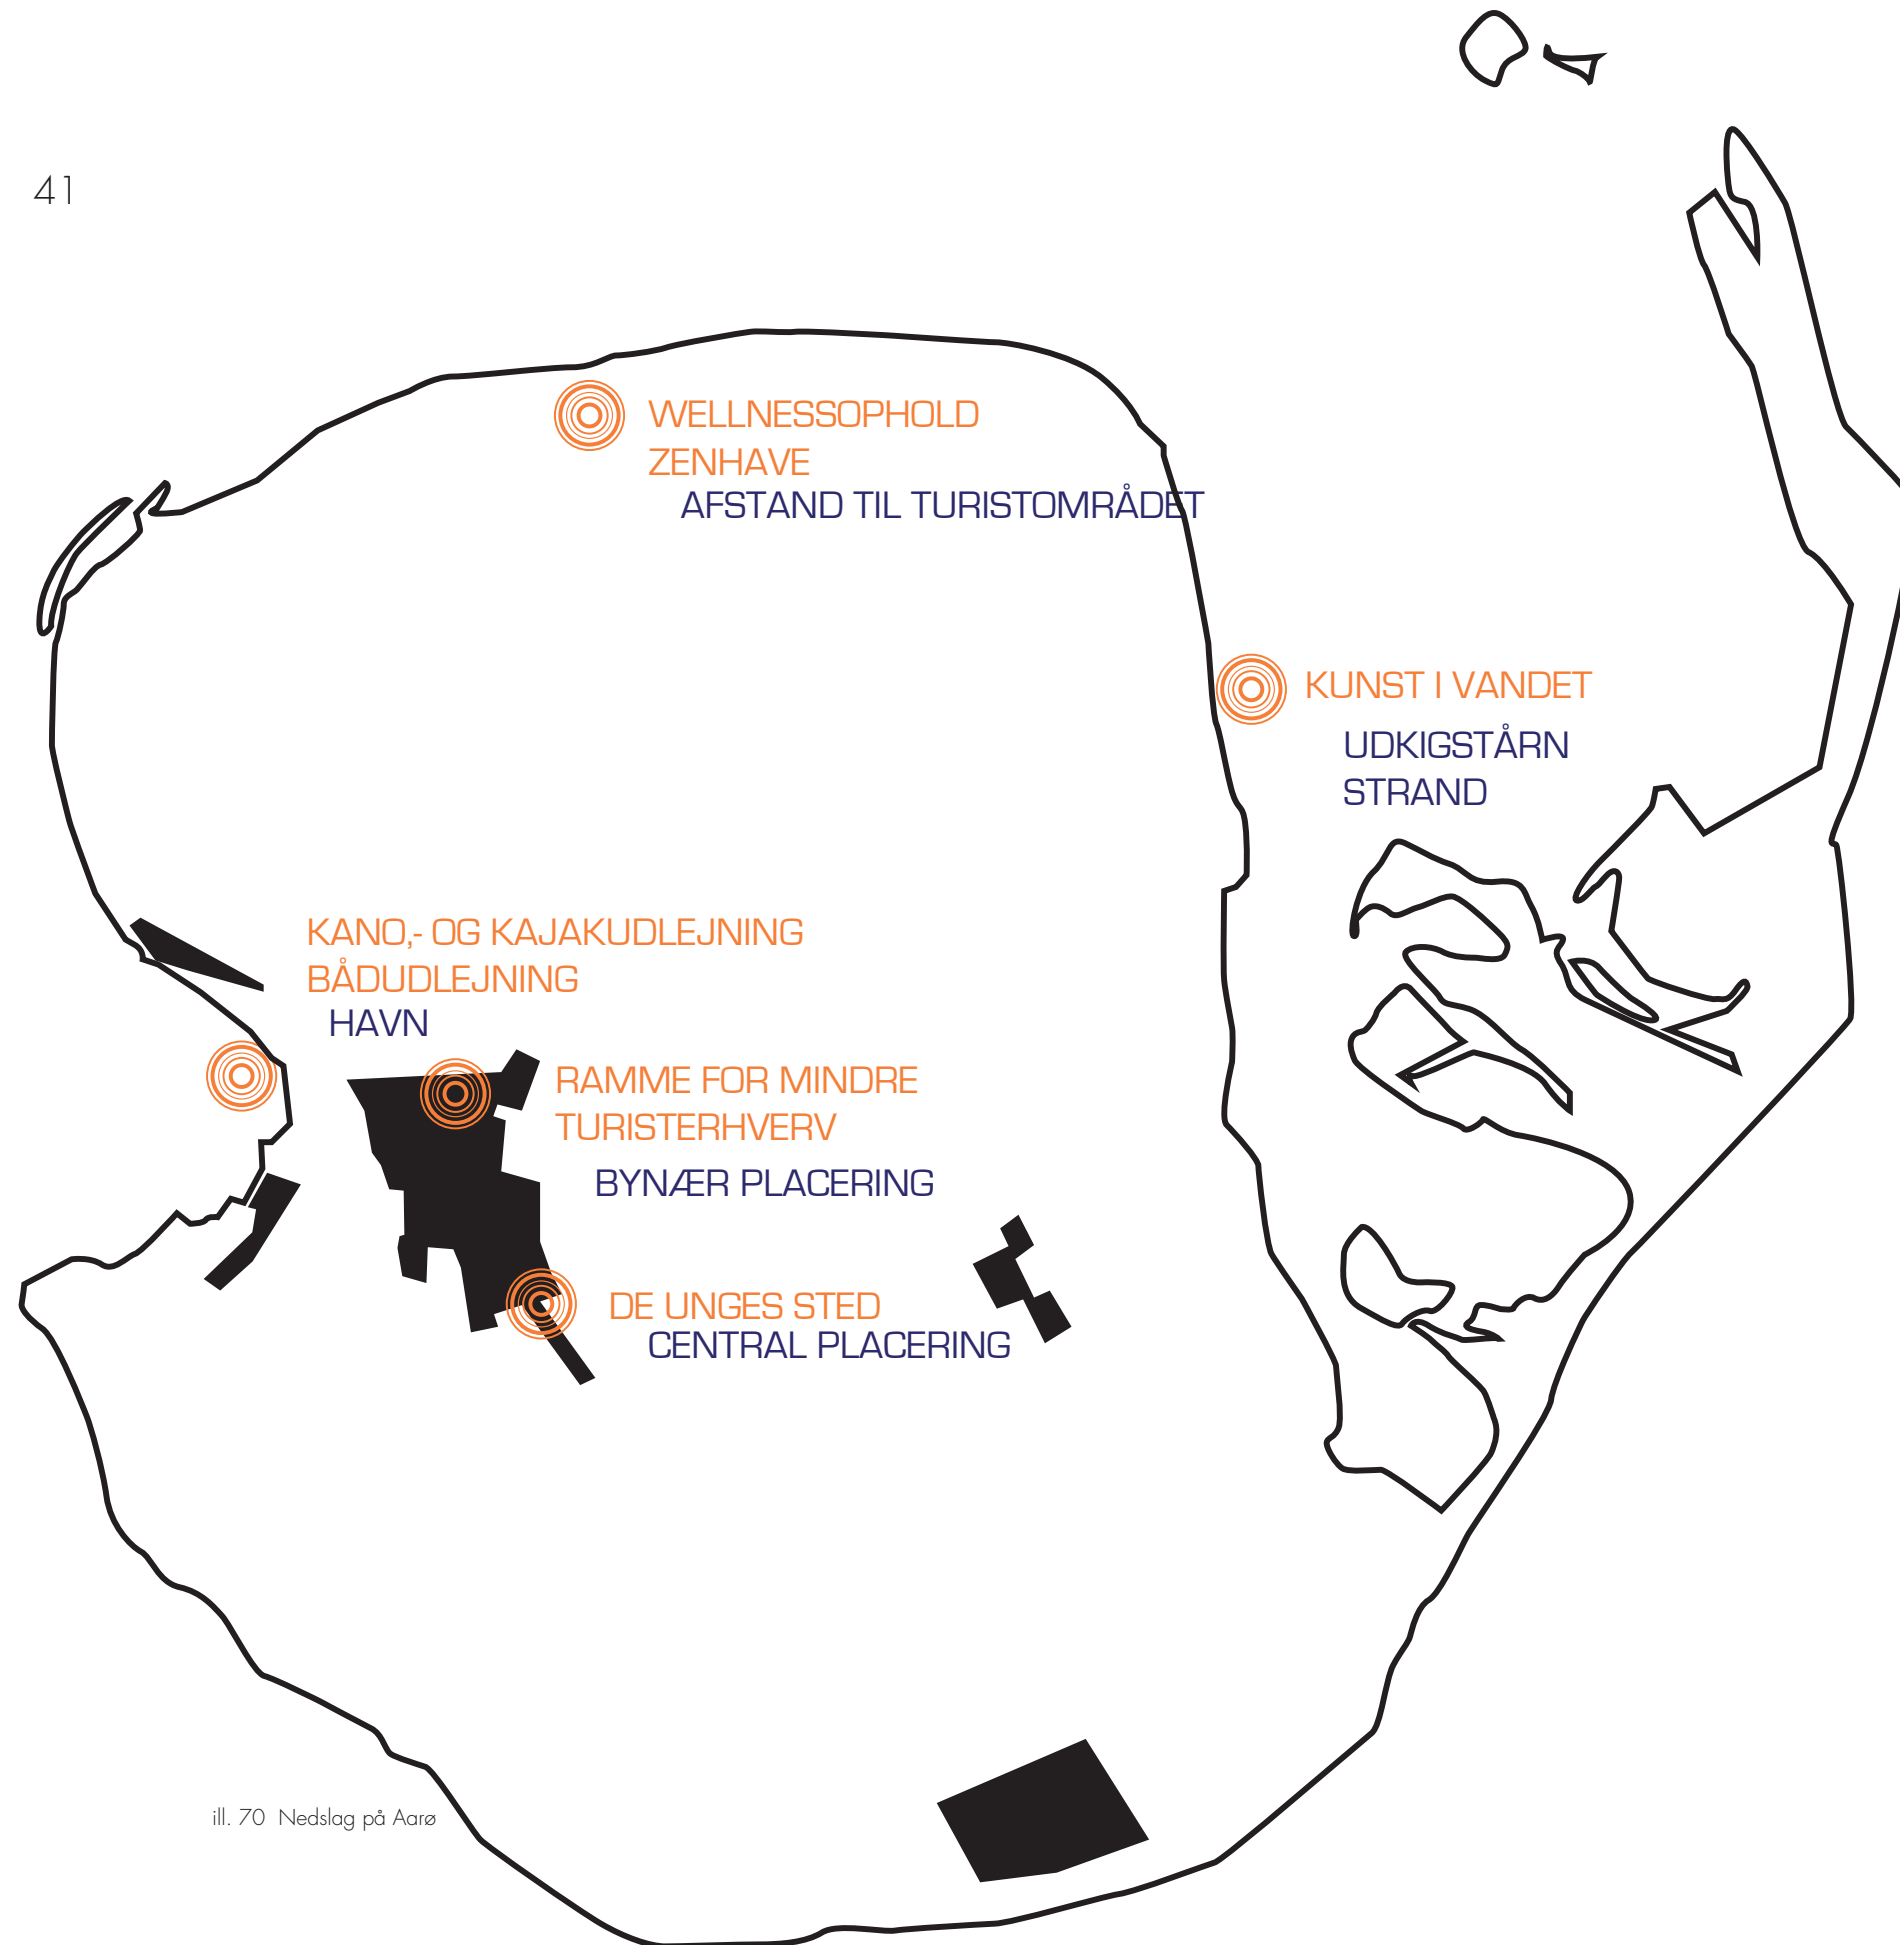 41
WELLNESSOPHOLD
ZENHAVE
AFSTAND TIL TURISTOMRÅDET
KUNST I VANDET
UDKIGSTÅRN
STRAND
KANO,- OG KAJAKUDLEJNING
BÅDUDLEJNING
HAVN
RAMME FOR MINDRE
TURISTERHVERV
BYNÆR PLACERING
DE UNGES STED
CENTRAL PLACERING
ill. 70 Nedslag på Aarø